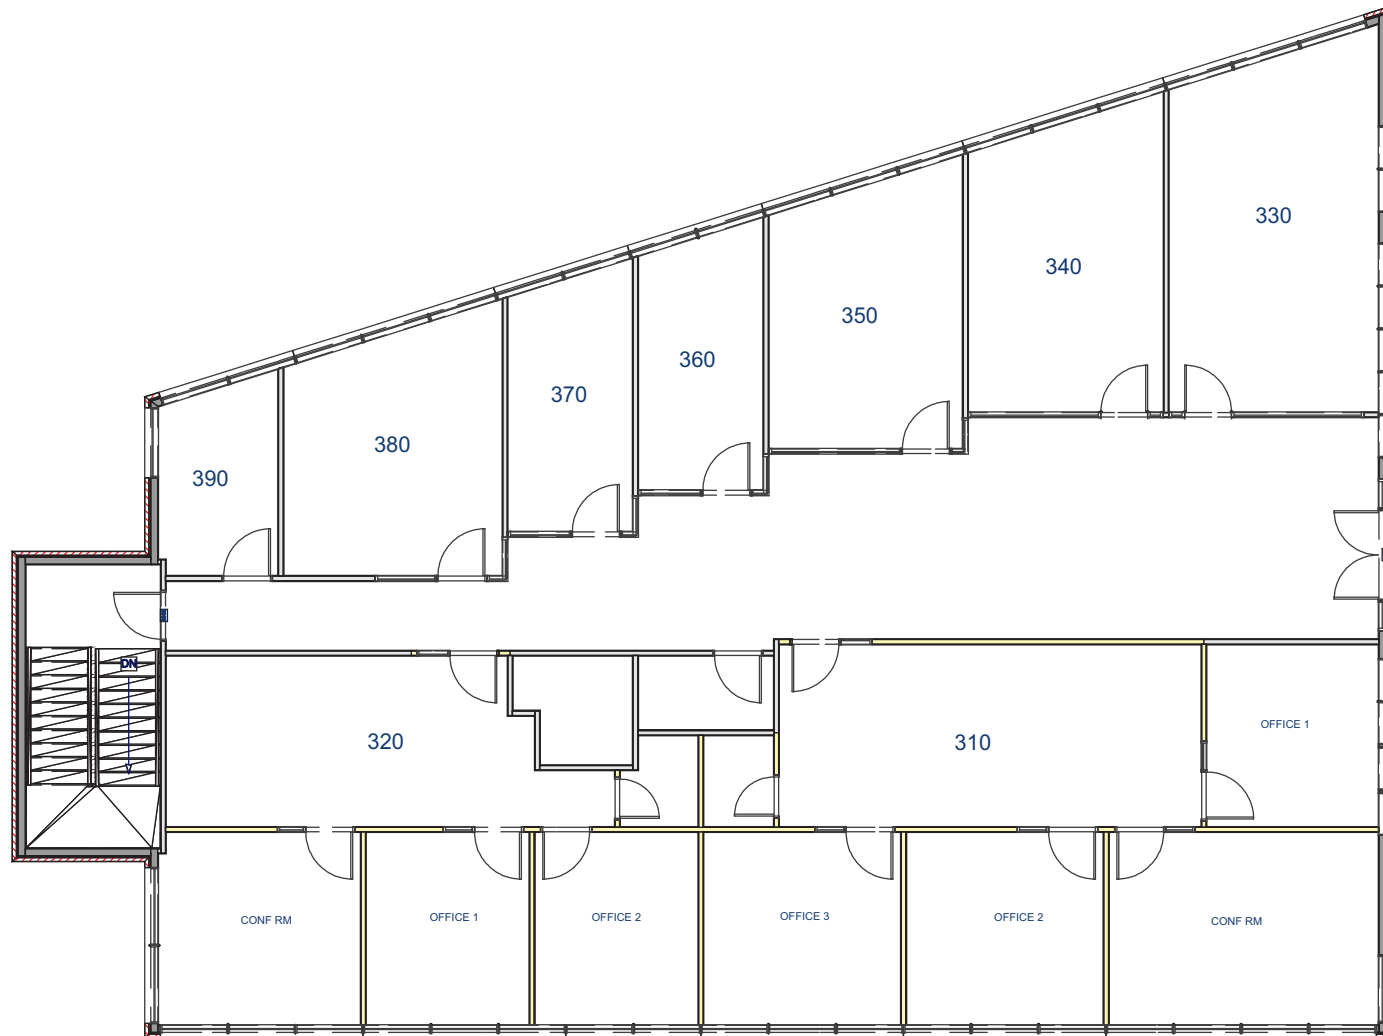 330
340
350
360
370
380
390
DN
320
310
OFFICE 1
CONF RM
OFFICE 1
OFFICE 2
OFFICE 3
OFFICE 2
CONF RM